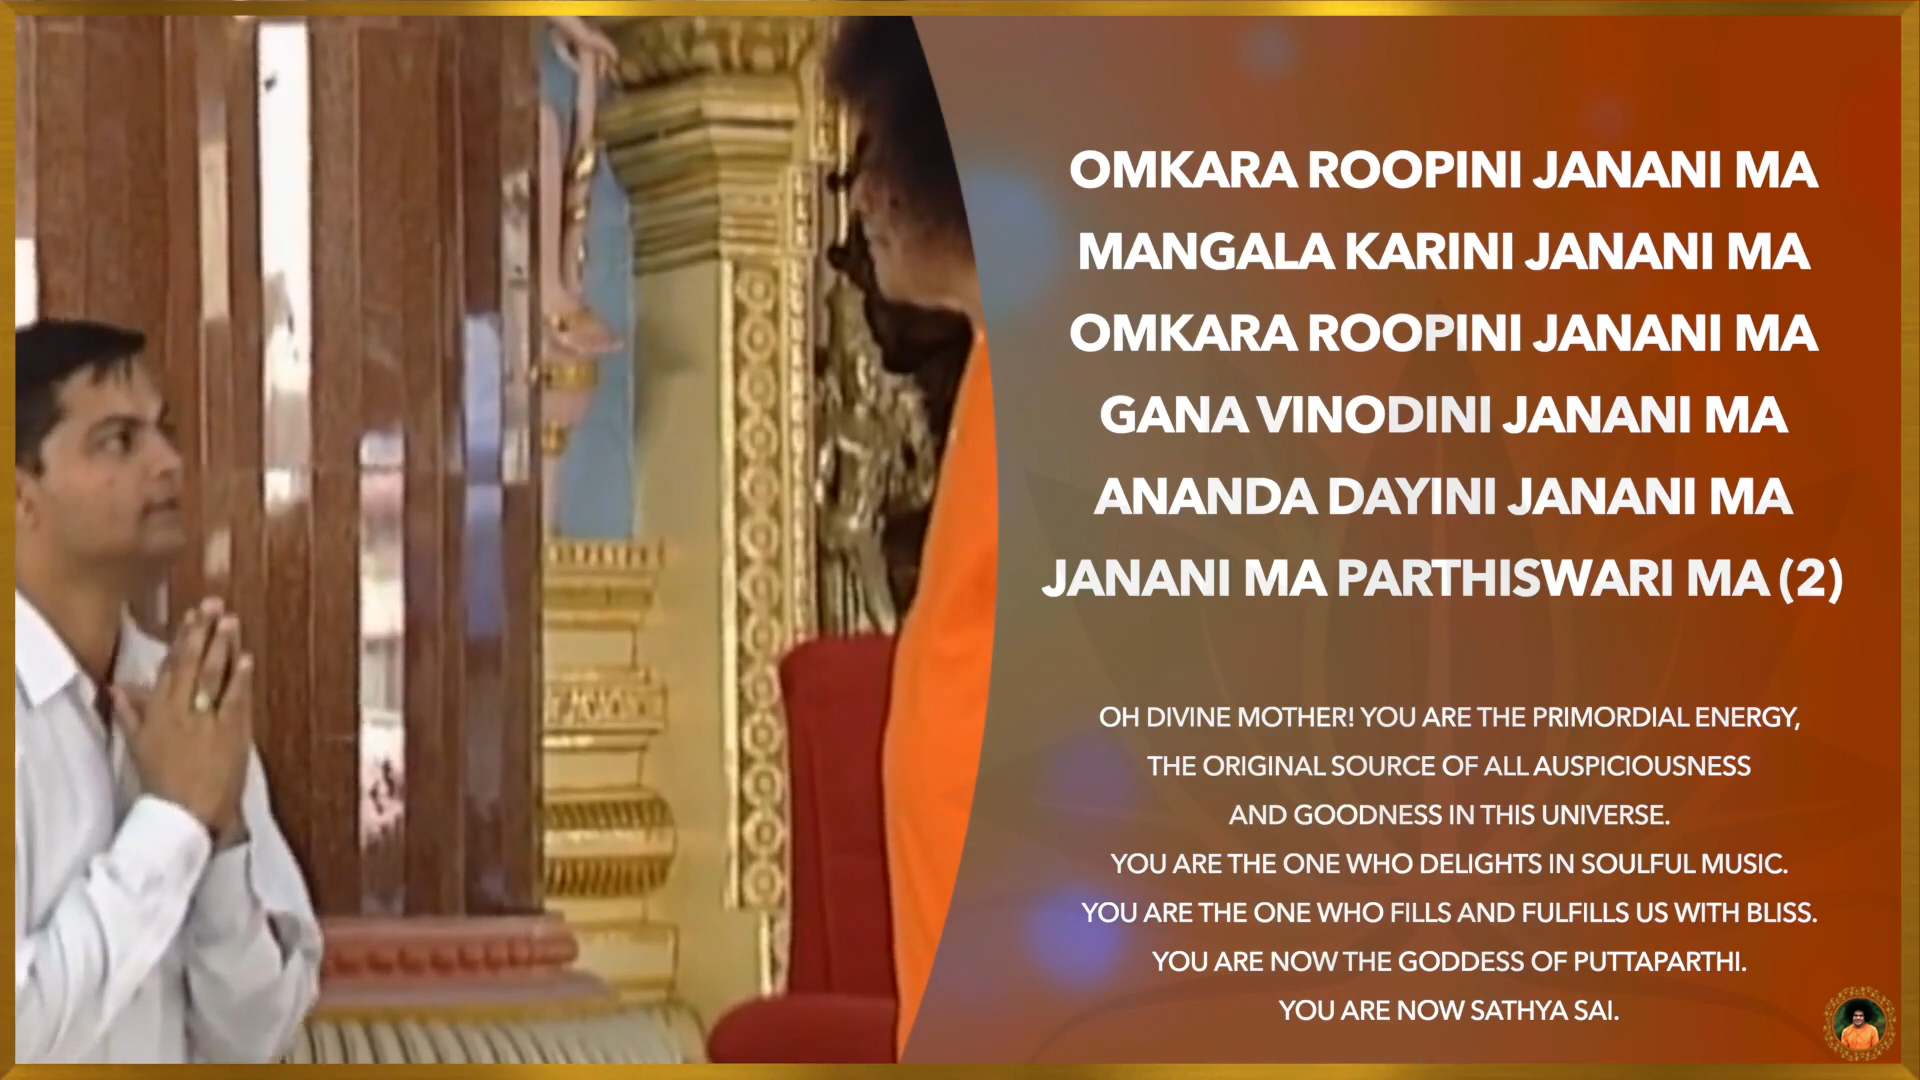 OMKARA ROOPINI JANANI MA
MANGALA KARINI JANANI MA
OMKARA ROOPINI JANANI MA
GANA VINODINI JANANI MA
ANANDA DAYINI JANANI MA
JANANI MA PARTHISWARI MA (2)
OH DIVINE MOTHER! YOU ARE THE PRIMORDIAL ENERGY,
THE ORIGINAL SOURCE OF ALL AUSPICIOUSNESS
AND GOODNESS IN THIS UNIVERSE.
YOU ARE THE ONE WHO DELIGHTS IN SOULFUL MUSIC.
YOU ARE THE ONE WHO FILLS AND FULFILLS US WITH BLISS.
YOU ARE NOW THE GODDESS OF PUTTAPARTHI.
YOU ARE NOW SATHYA SAI.